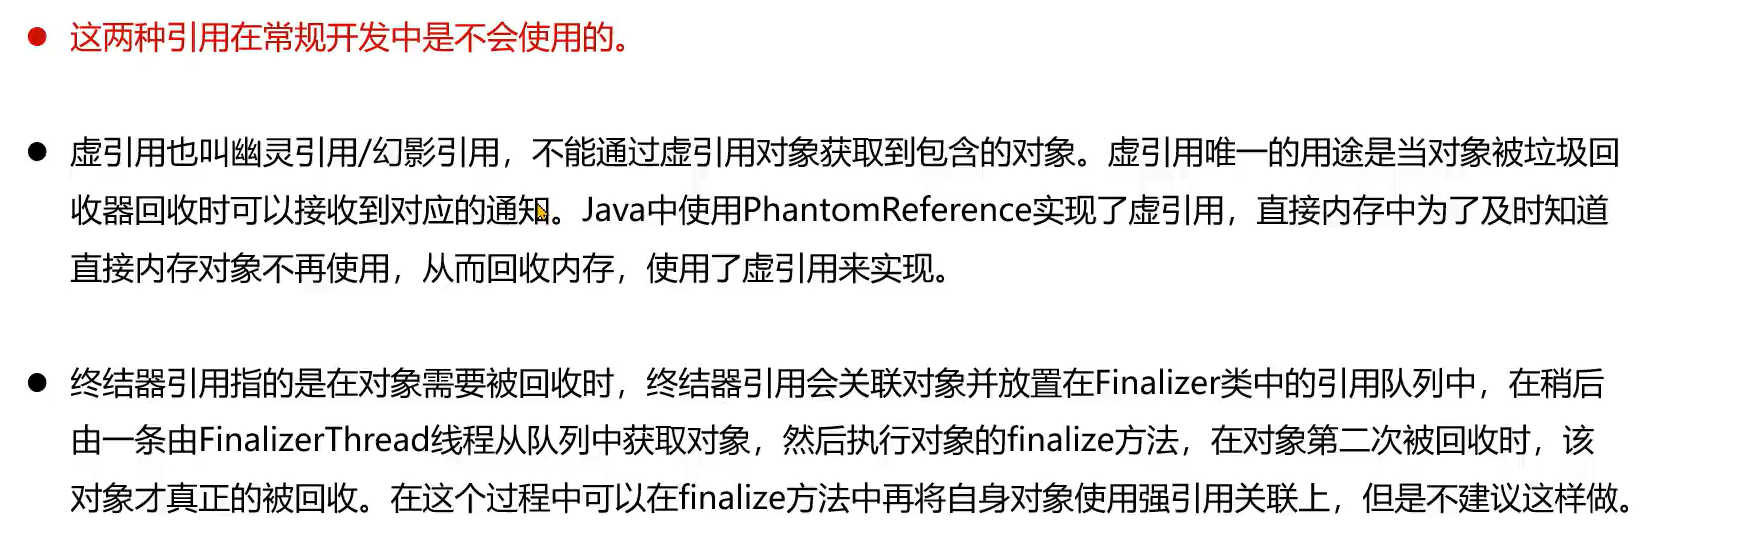 ● 这两种引用在常规开发中是不会使用的。
● 虚引用也叫幽灵引用/幻影引用，不能通过虚引用对象获取到包含的对象。虚引用唯一的用途是当对象被垃圾回
收器回收时可以接收到对应的通知。Java中使用PhantomReference实现了虚引用，直接内存中为了及时知道
直接内存对象不再使用，从而回收内存，使用了虚引用来实现。
● 终结器引用指的是在对象需要被回收时，终结器引用会关联对象并放置在Finalizer类中的引用队列中，在稍后
由一条由FinalizerThread线程从队列中获取对象，然后执行对象的finalize方法，在对象第二次被回收时，该
对象才真正的被回收。在这个过程中可以在finalize方法中再将自身对象使用强引用关联上，但是不建议这样做。